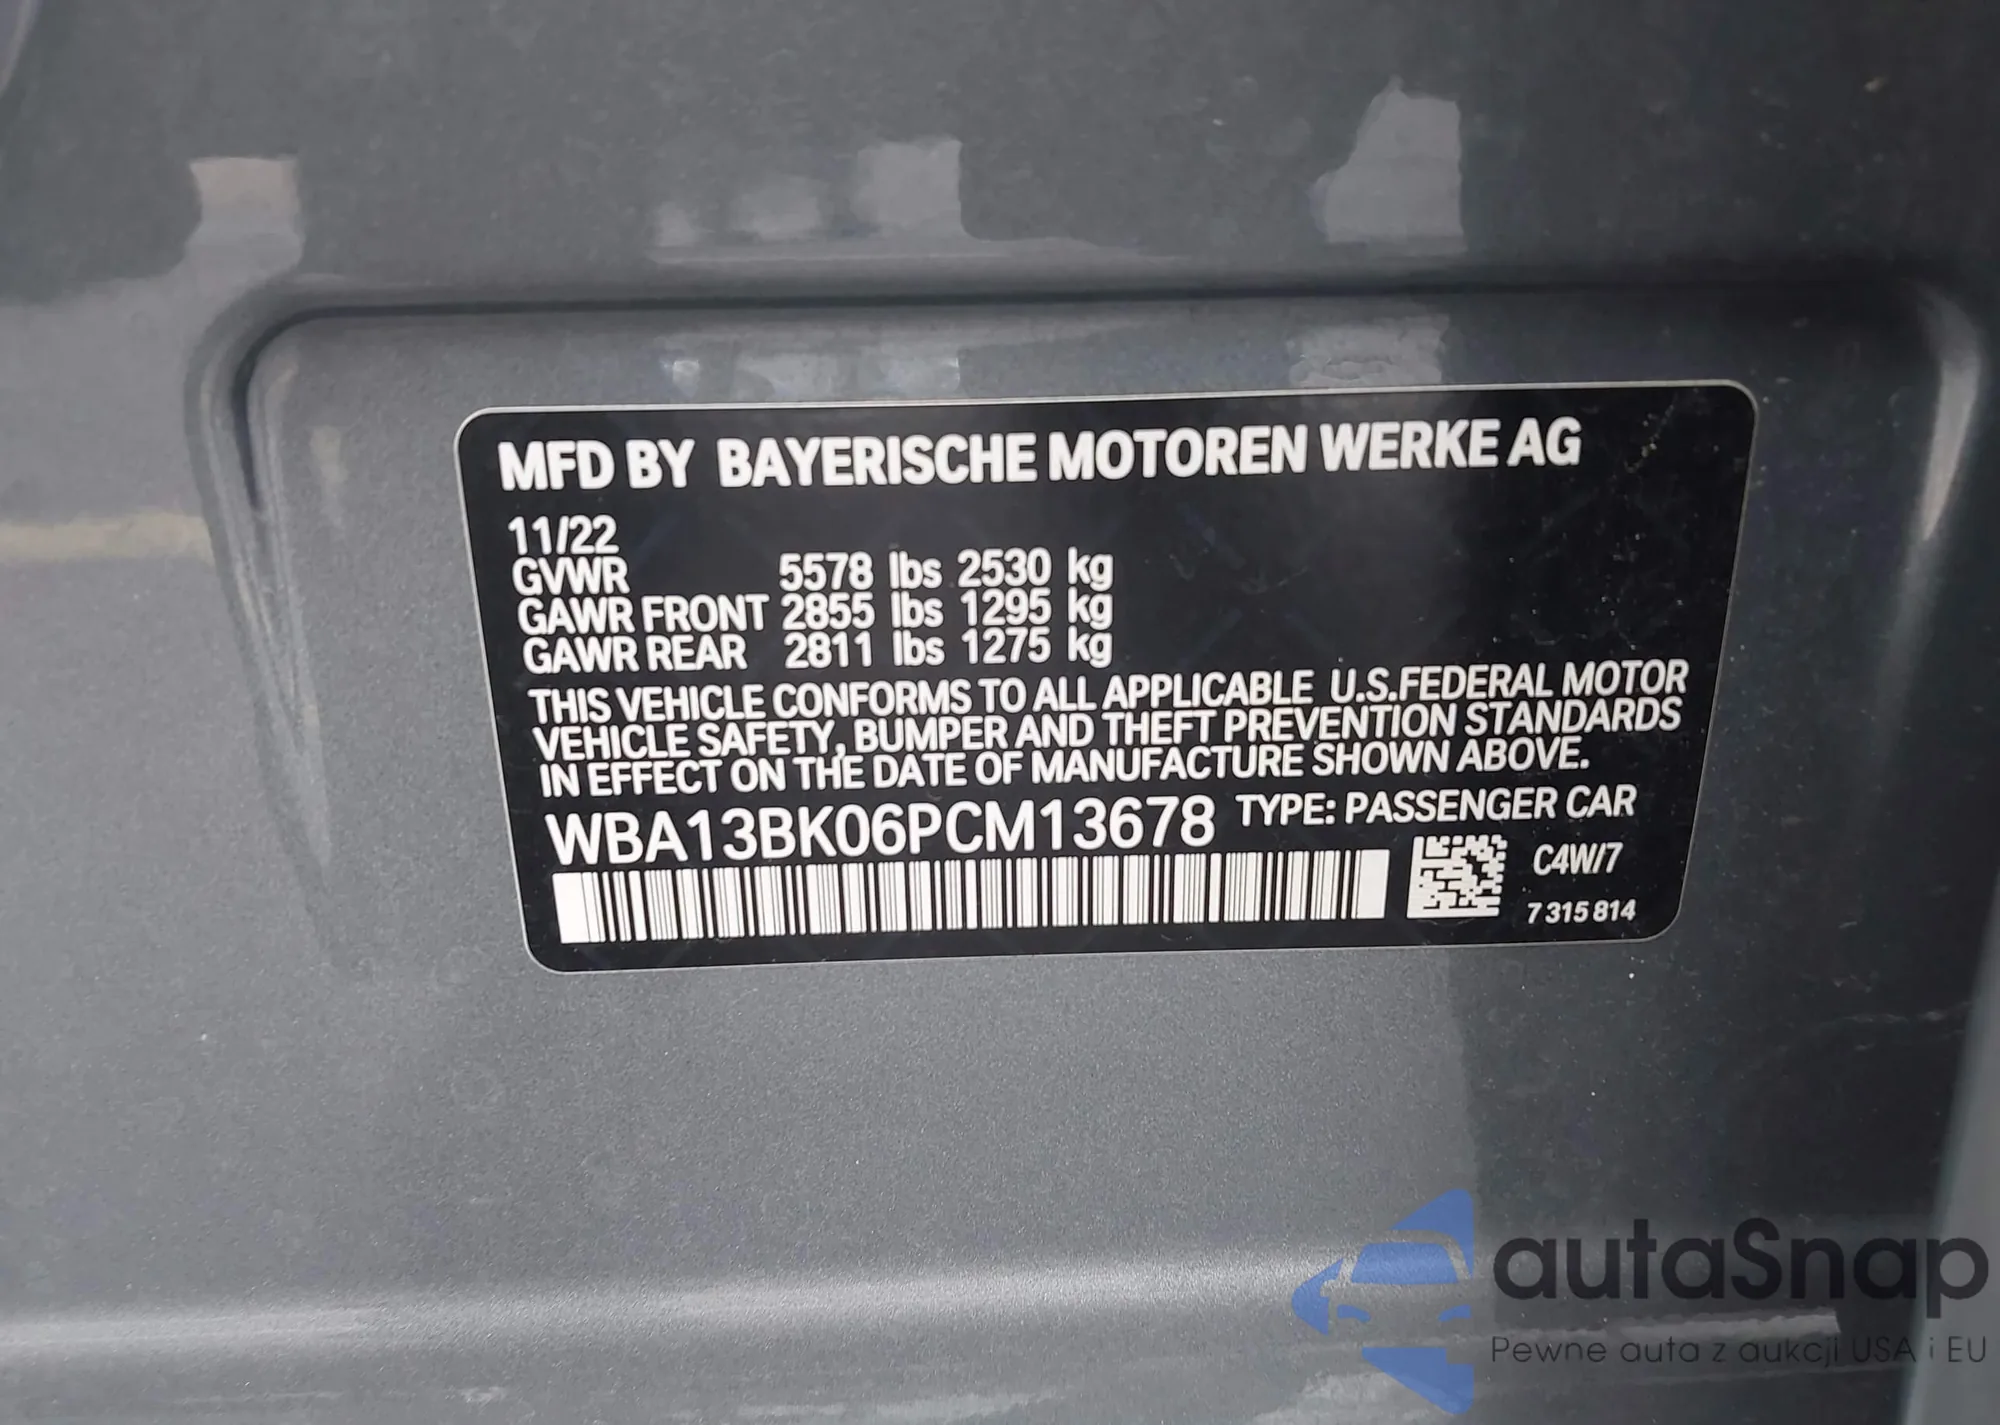 MFD BY BAYERISCHE MOTOREN WERKE AG
11/22
GVWR 5578 lbs 2530 kg
GAWR FRONT 2855 lbs 1295 kg
GAWR REAR 2811 lbs 1275 kg
THIS VEHICLE CONFORMS TO ALL APPLICABLE U.S.FEDERAL MOTOR
VEHICLE SAFETY, BUMPER AND THEFT PREVENTION STANDARDS
IN EFFECT ON THE DATE OF MANUFACTURE SHOWN ABOVE.
WBA13BK06PCM13678 TYPE: PASSENGER CAR
C4W/7
7 315 814
autaSnap
Pewne auta z aukcji USA i EU